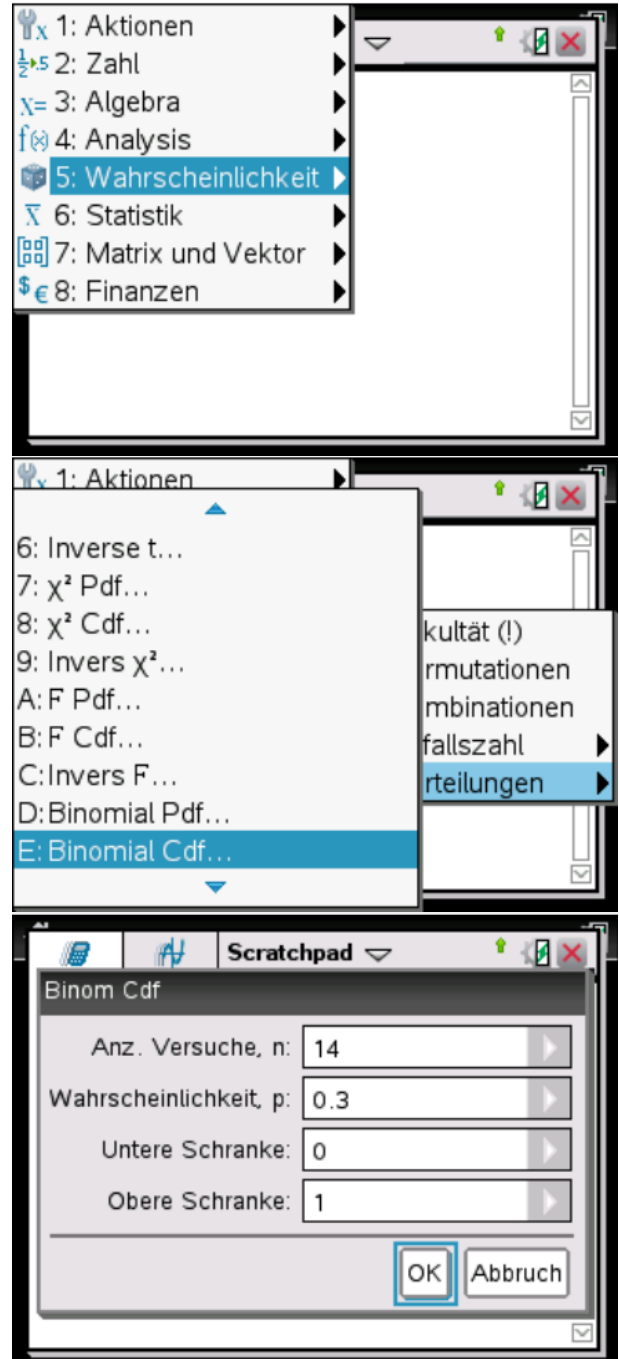 1: Aktionen
2: Zahl
3: Algebra
4: Analysis
5: Wahrscheinlichkeit
6: Statistik
7: Matrix und Vektor
8: Finanzen
1: Aktionen
6: Inverse t...
7: χ² Pdf...
8: χ² Cdf...
9: Invers χ²...
A: F Pdf...
B: F Cdf...
C: Invers F...
D: Binomial Pdf...
E: Binomial Cdf...
kultät (!)
rmutationen
mbinationen
fallszahl
rteilungen
Scratchpad
Binom Cdf
Anz. Versuche, n: 14
Wahrscheinlichkeit, p: 0.3
Untere Schranke: 0
Obere Schranke: 1
OK Abbruch